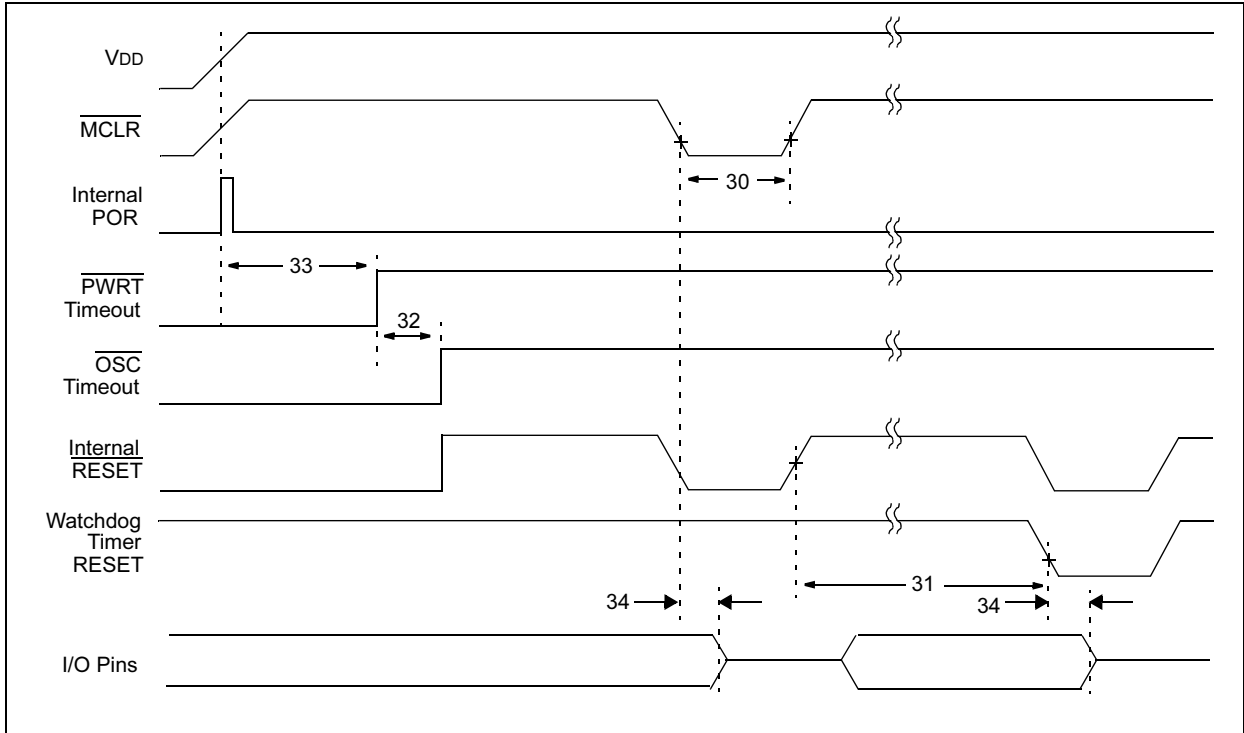 VDD
MCLR
30
Internal
POR
33
PWRT
Timeout
32
OSC
Timeout
Internal
RESET
Watchdog
Timer
RESET
31
34
34
I/O Pins